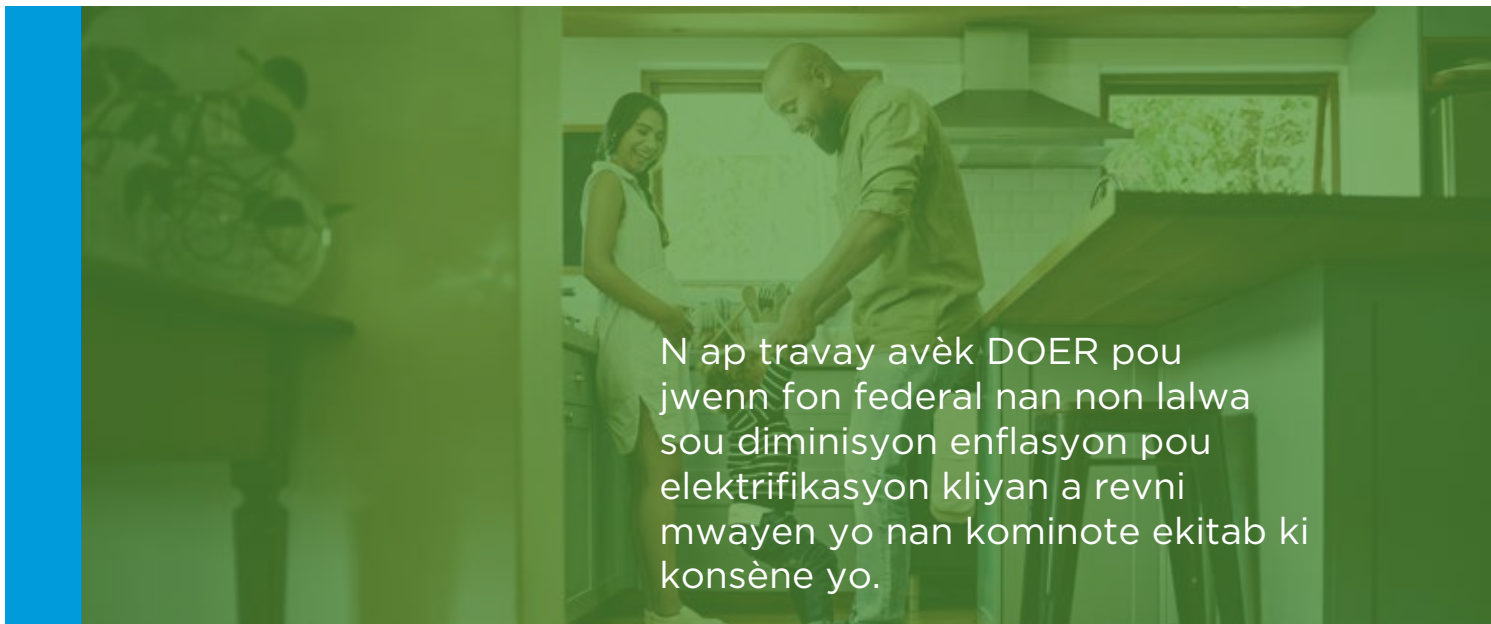 N ap travay avèk DOER pou
jwenn fon federal nan non lalwa
sou diminisyon enflasyon pou
elektrifikasyon kliyan a revni
mwayen yo nan kominote ekitab ki
konsène yo.